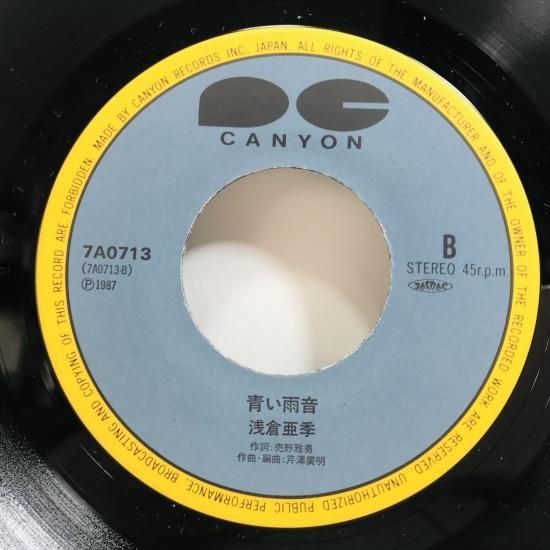 MADE BY CANYON RECORDS INC. JAPAN. ALL RIGHTS OF THE MANUFACTURER AND OF THE OWNER OF THE RECORDED WORK ARE RESERVED UNAUTHORIZED PUBLIC PERFORMANCE, BROADCASTING AND COPYING OF THIS RECORD ARE FORBIDDEN.
CANYON
7A0713
(7A0713-B)
Ⓟ1987
B
STEREO 45r.p.m.
JASRAC
青い雨音
浅倉亜季
作詞:売野雅勇
作曲・編曲:芹澤廣明